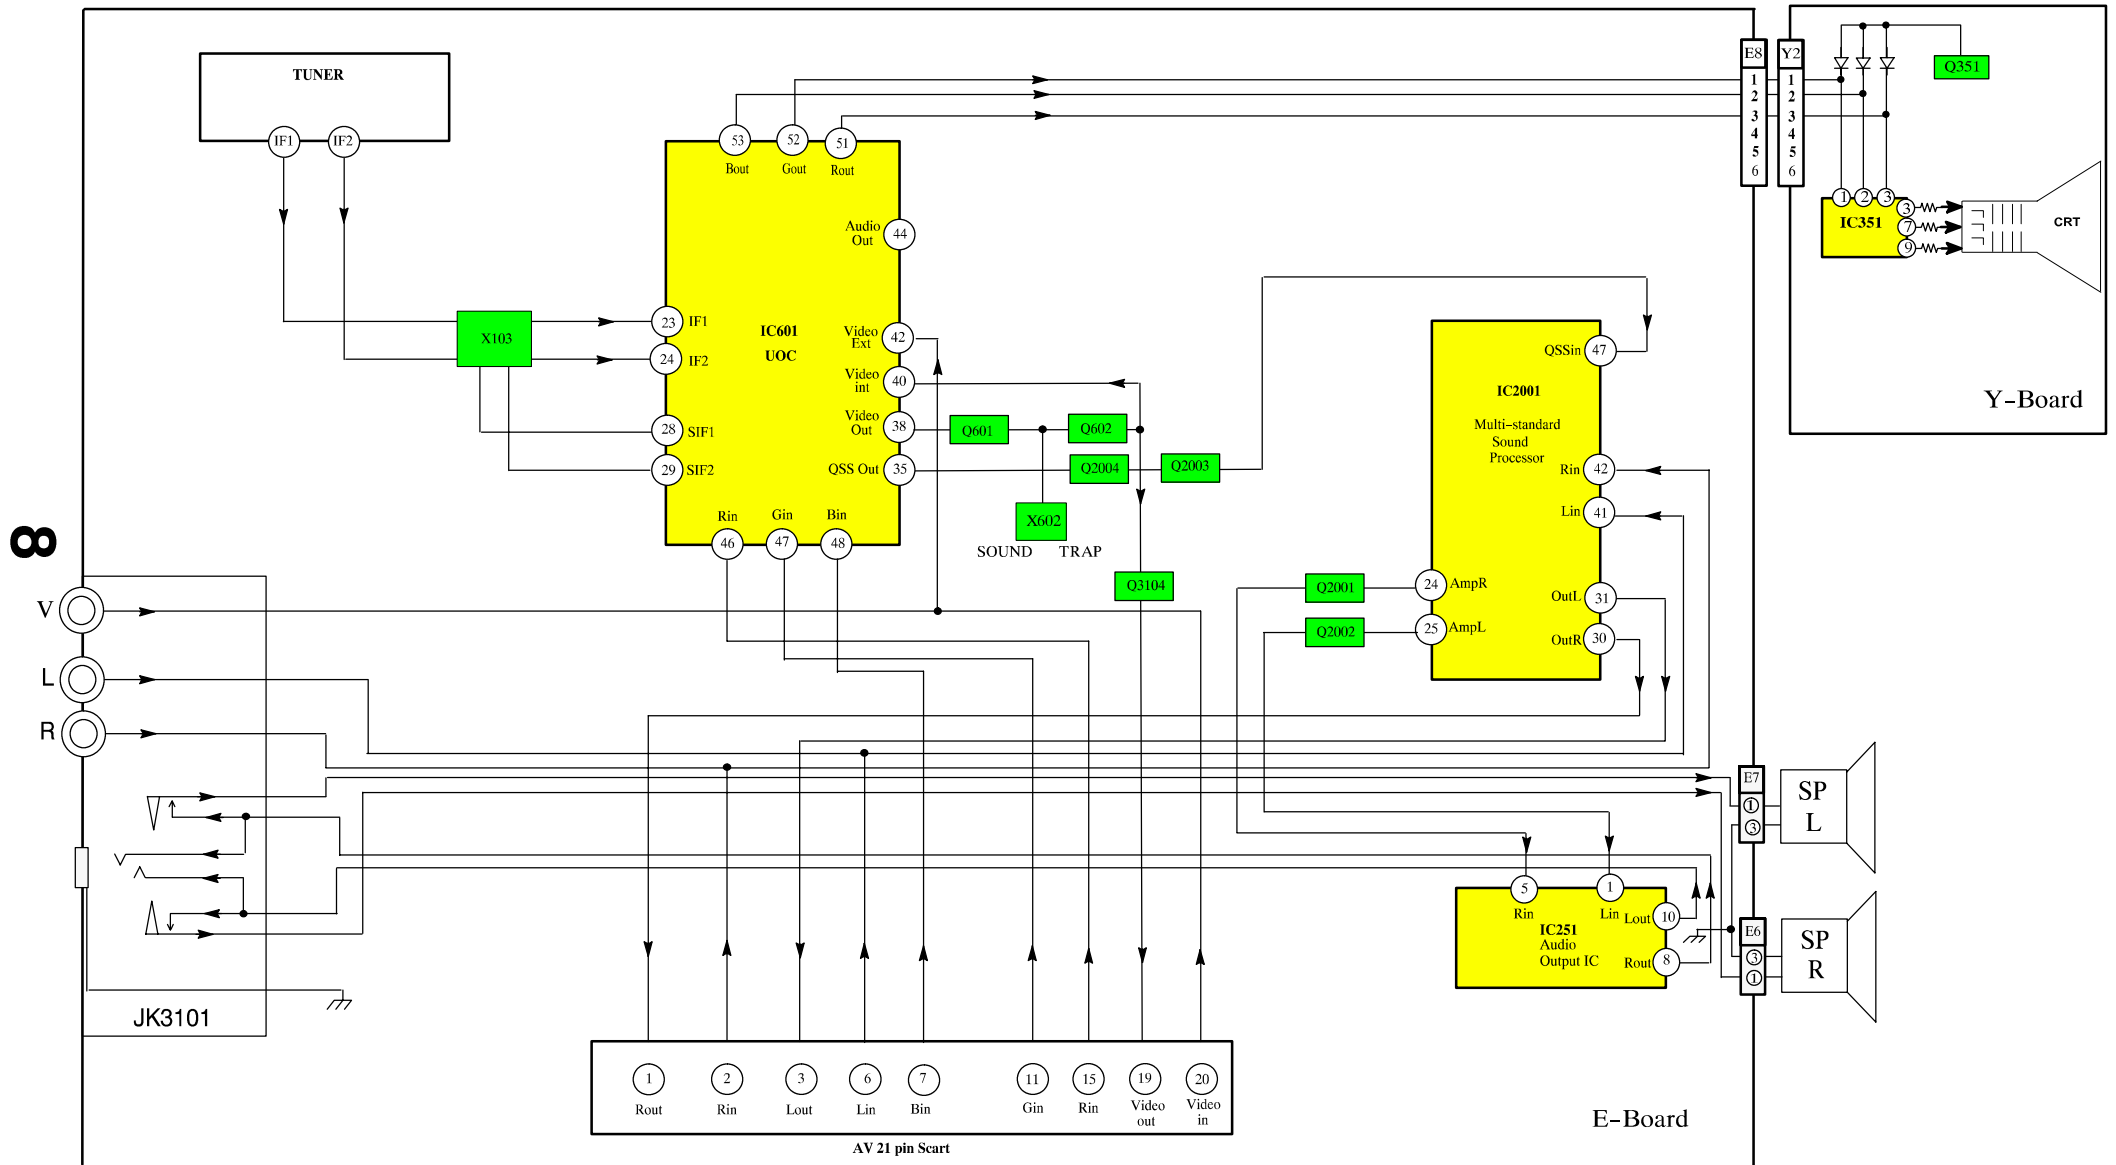 TUNER
IF1
IF2
X103
53
52
51
Bout
Gout
Rout
Audio
Out
44
23
IF1
24
IF2
28
SIF1
29
SIF2
IC601
UOC
Video
Ext
42
Video
int
40
Video
Out
38
QSS Out
35
Rin
Gin
Bin
46
47
48
Q601
Q602
Q2004
Q2003
X602
SOUND TRAP
Q3104
IC2001
Multi-standard
Sound
Processor
QSSin
47
Rin
42
Lin
41
24
AmpR
25
AmpL
OutL
31
OutR
30
Q2001
Q2002
E8
1
2
3
4
5
6
Y2
1
2
3
4
5
6
Q351
1
2
3
IC351
3
7
9
CRT
Y-Board
8
V
L
R
JK3101
5
1
Rin
Lin
Lout
10
IC251
Audio
Output IC
Rout
8
E7
1
3
SP
L
E6
3
1
SP
R
1
2
3
6
7
11
15
19
20
Rout
Rin
Lout
Lin
Bin
Gin
Rin
Video
out
Video
in
AV 21 pin Scart
E-Board